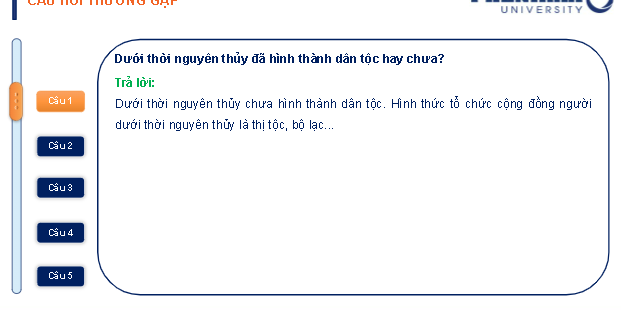 CÂU HỎI THƯỜNG GẶP
UNIVERSITY
Dưới thời nguyên thủy đã hình thành dân tộc hay chưa?
Trả lời:
Dưới thời nguyên thủy chưa hình thành dân tộc. Hình thức tổ chức cộng đồng người
dưới thời nguyên thủy là thị tộc, bộ lạc...
Câu 1
Câu 2
Câu 3
Câu 4
Câu 5